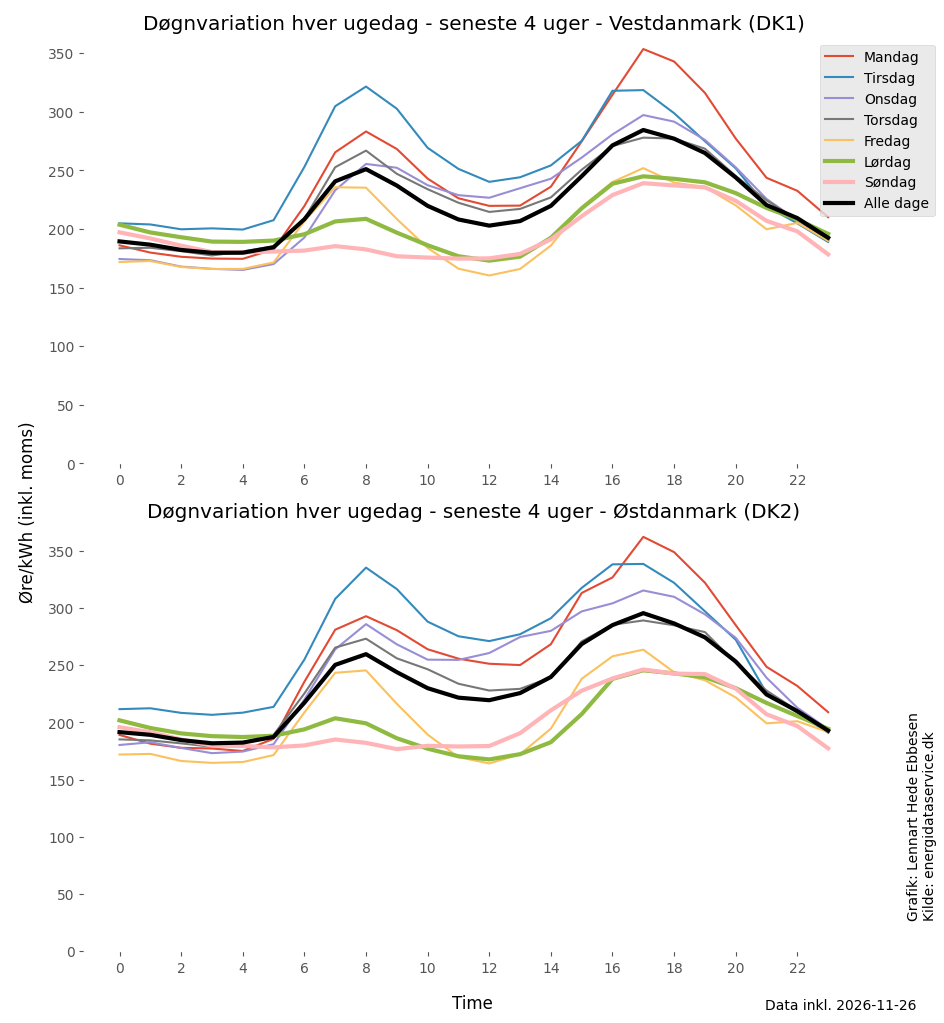 Døgnvariation hver ugedag - seneste 4 uger - Vestdanmark (DK1)
350
300
250
200
150
100
50
0
0 2 4 6 8 10 12 14 16 18 20 22
Mandag
Tirsdag
Onsdag
Torsdag
Fredag
Lørdag
Søndag
Alle dage
Øre/kWh (inkl. moms)
Døgnvariation hver ugedag - seneste 4 uger - Østdanmark (DK2)
350
300
250
200
150
100
50
0
0 2 4 6 8 10 12 14 16 18 20 22
Time
Grafik: Lennart Hede Ebbesen
Kilde: energidataservice.dk
Data inkl. 2026-11-26